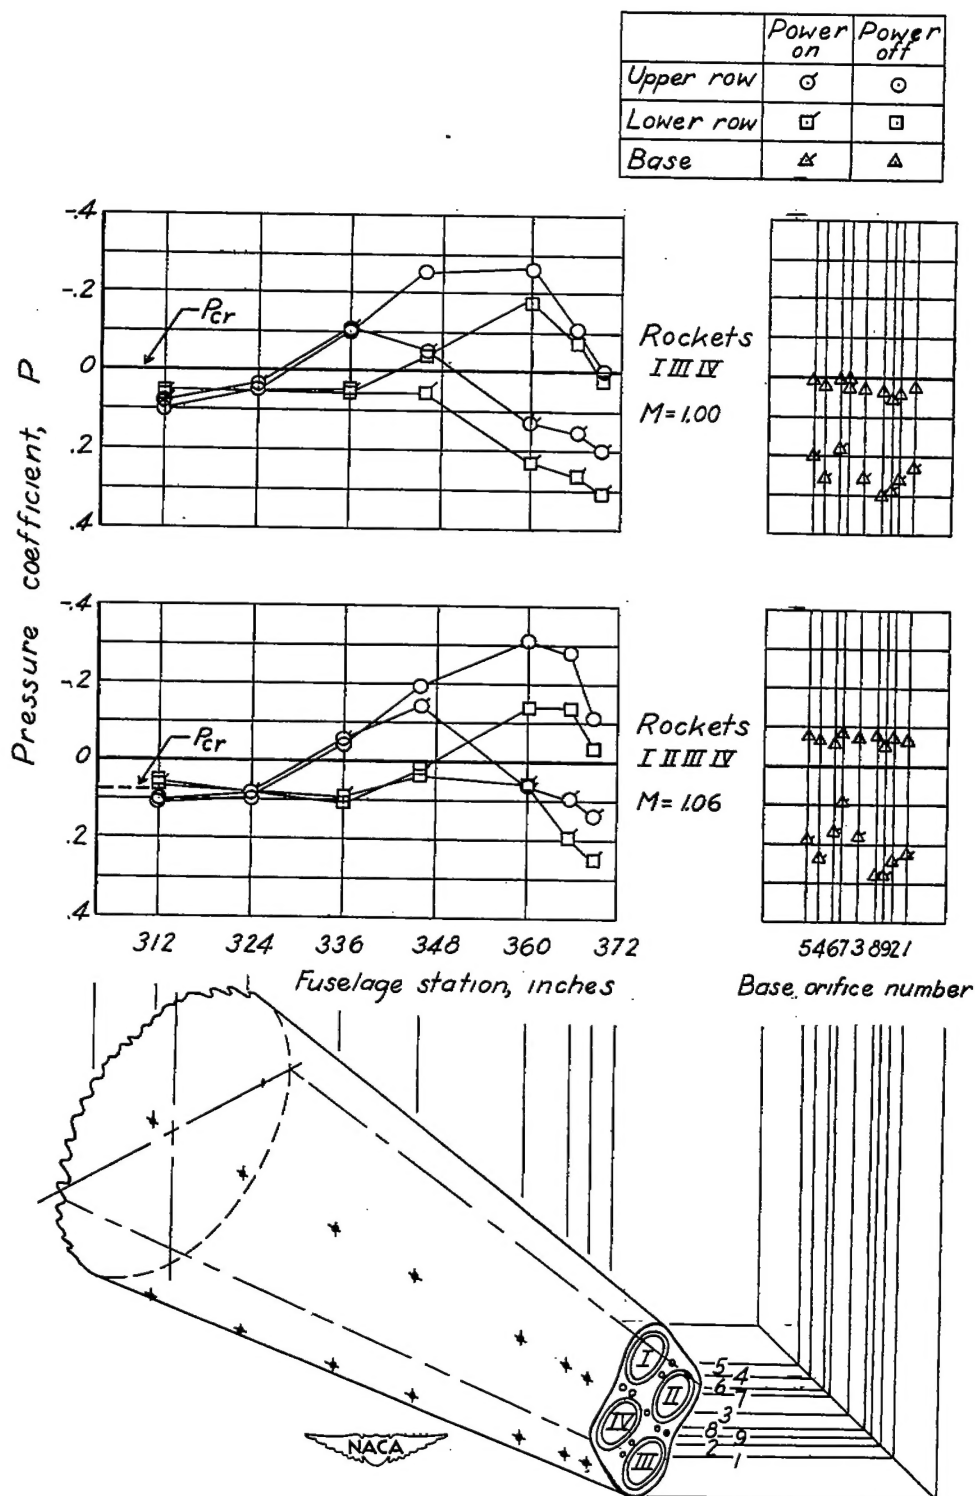 Power on Power off
Upper row
Lower row
Base
Pressure coefficient, P
-.4
-.2
0
.2
.4
Pcr
Rockets
I III IV
M=1.00
-.4
-.2
0
.2
.4
Pcr
Rockets
I II III IV
M=1.06
312 324 336 348 360 372
Fuselage station, inches
5467138921
Base orifice number
I
II
IV
III
5
4
6
7
3
8
9
2
1
NACA